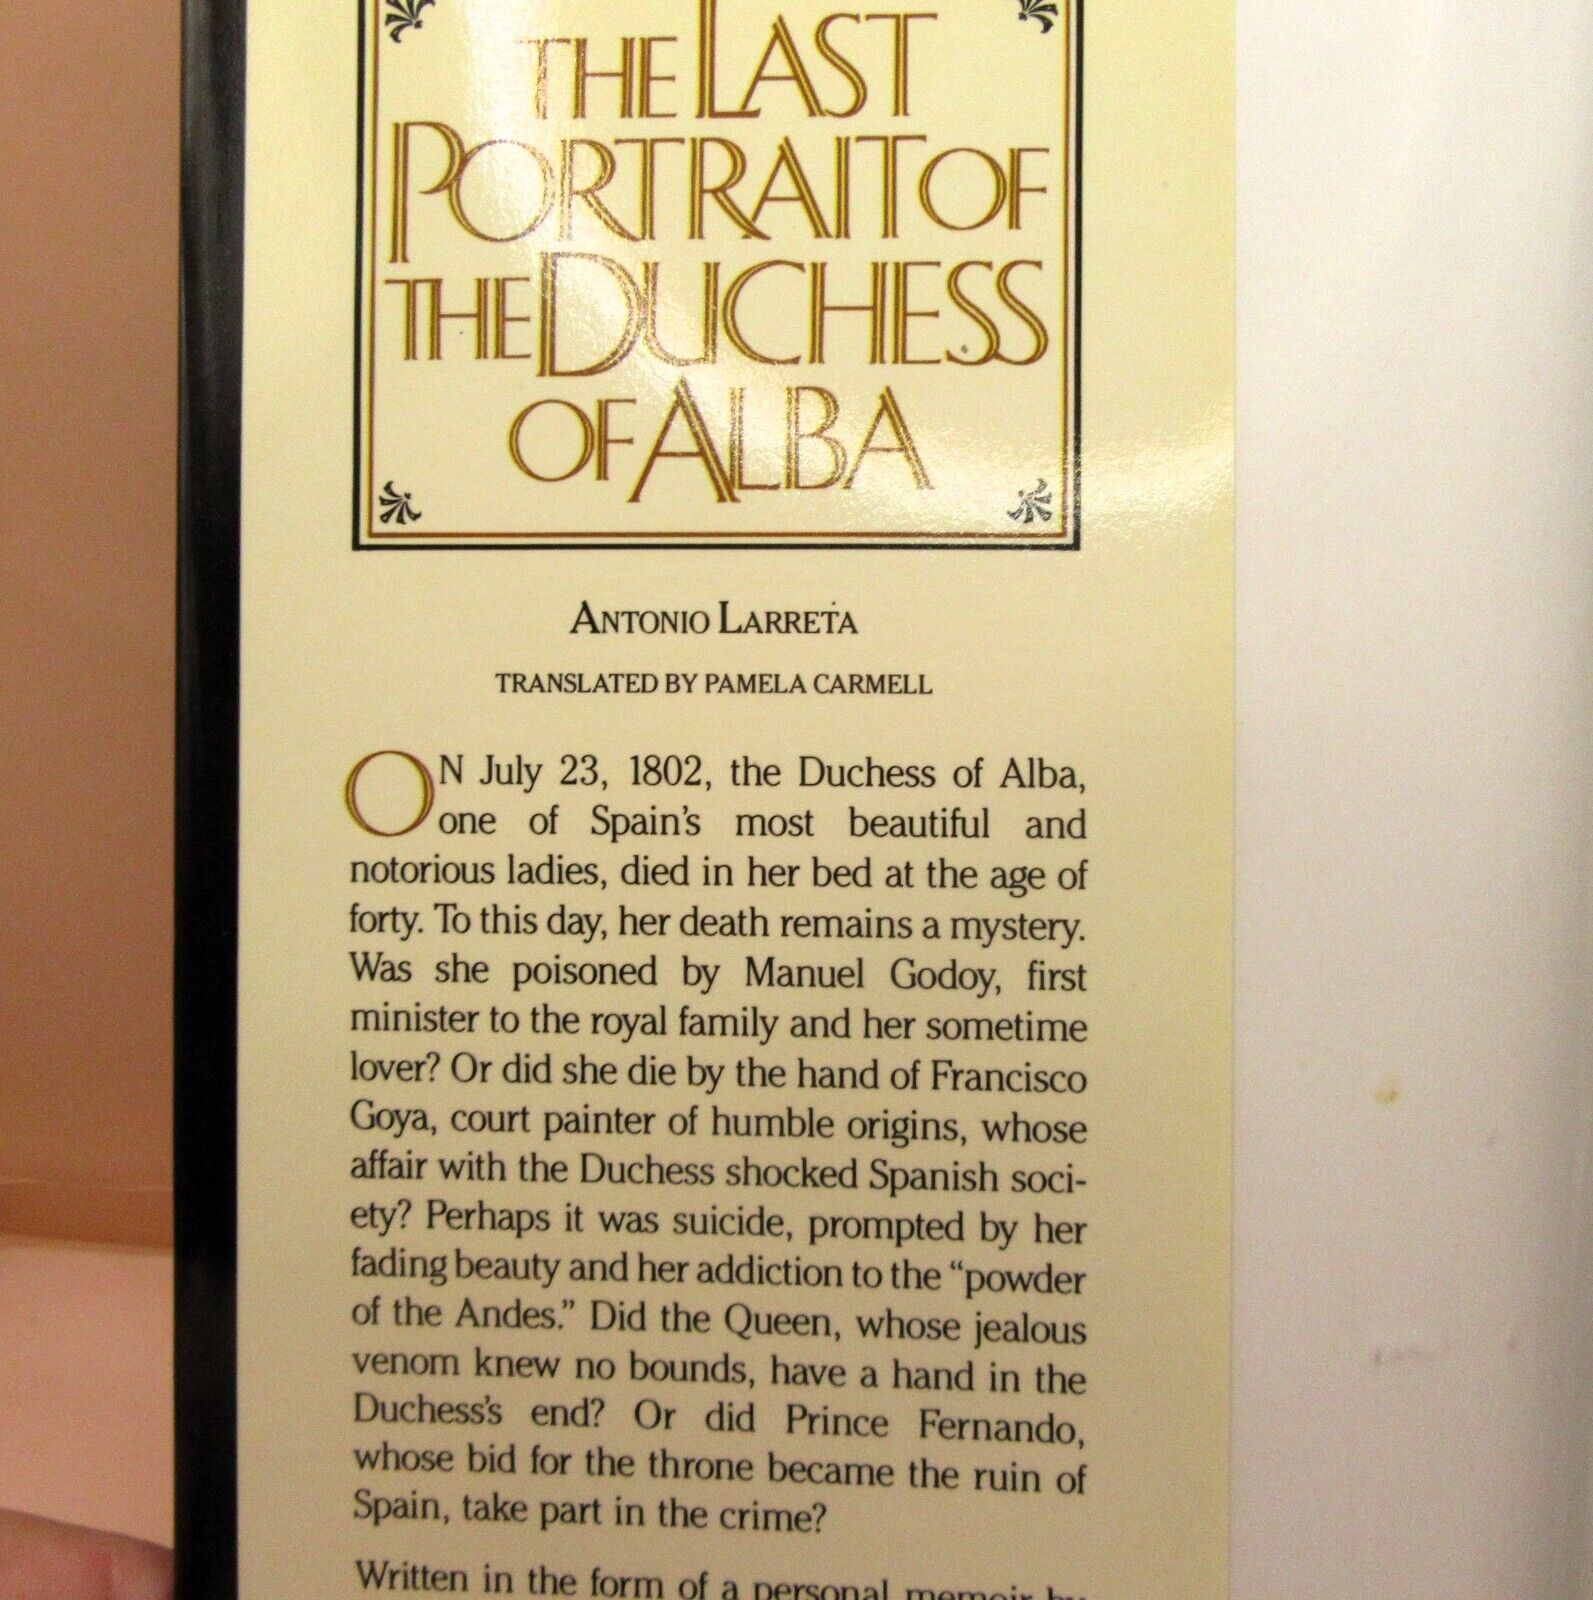 THE LAST
PORTRAIT OF
THE DUCHESS
OF ALBA
ANTONIO LARRETA
TRANSLATED BY PAMELA CARMELL
ON July 23, 1802, the Duchess of Alba,
one of Spain's most beautiful and
notorious ladies, died in her bed at the age of
forty. To this day, her death remains a mystery.
Was she poisoned by Manuel Godoy, first
minister to the royal family and her sometime
lover? Or did she die by the hand of Francisco
Goya, court painter of humble origins, whose
affair with the Duchess shocked Spanish soci-
ety? Perhaps it was suicide, prompted by her
fading beauty and her addiction to the “powder
of the Andes.” Did the Queen, whose jealous
venom knew no bounds, have a hand in the
Duchess's end? Or did Prince Fernando,
whose bid for the throne became the ruin of
Spain, take part in the crime?
Written in the form of a personal memoir by